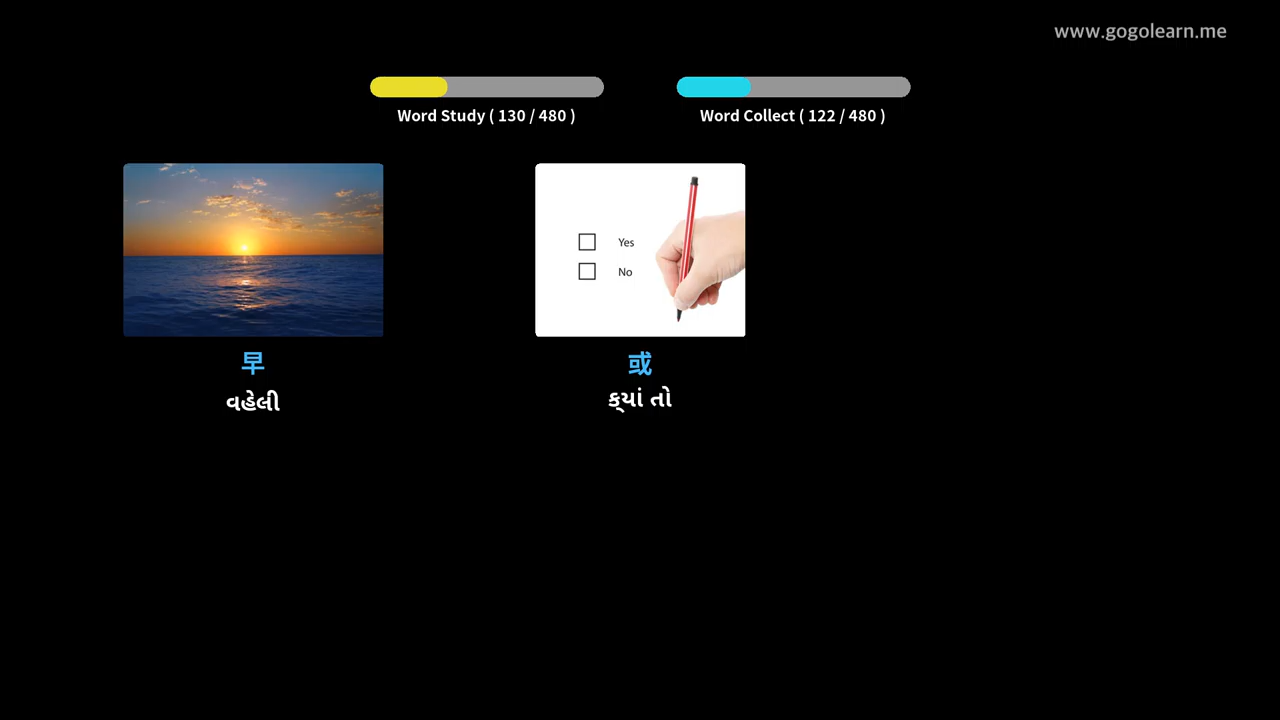 www.gogolearn.me
Word Study ( 130 / 480 )
Word Collect ( 122 / 480 )
Yes
No
早
વહેલી
或
ક્યાં તો